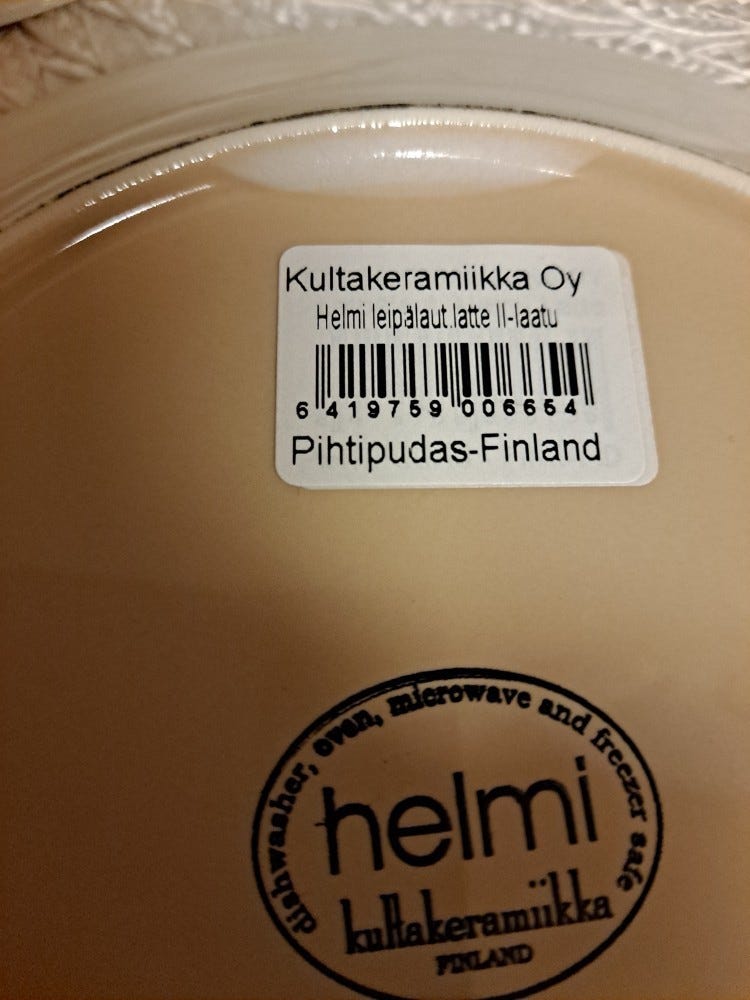 Kultakeramiikka Oy
Helmi leipälaut.latte II-laatu
6 419759 006654
Pihtipudas-Finland
dishwasher, oven, microwave and freezer safe
helmi
kultakeramiikka
FINLAND